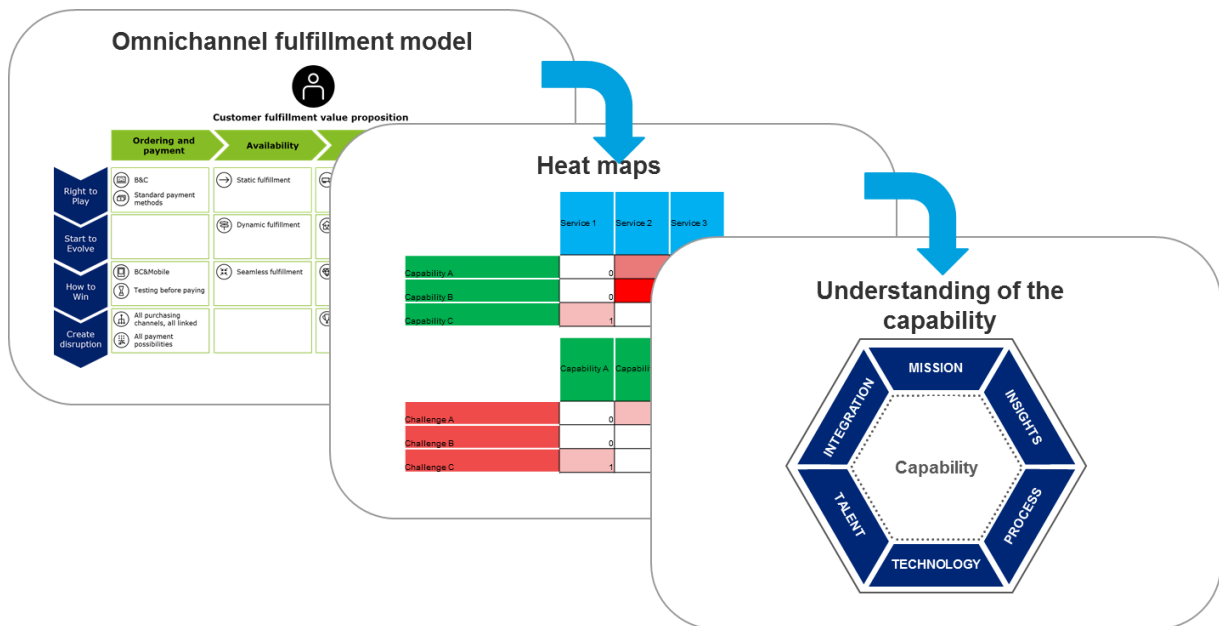 Omnichannel fulfillment model
Customer fulfillment value proposition
Ordering and
payment
Availability
Right to
Play
B&C
Standard payment
methods
Static fulfillment
Start to
Evolve
Dynamic fulfillment
How to
Win
BC&Mobile
Testing before paying
Seamless fulfillment
Create
disruption
All purchasing
channels, all linked
All payment
possibilities
Heat maps
Service 1
Service 2
Service 3
Capability A
0
Capability B
0
Capability C
1
Capability A
Challenge A
0
Challenge B
0
Challenge C
1
Understanding of the
capability
MISSION
INSIGHTS
PROCESS
TECHNOLOGY
TALENT
INTEGRATION
Capability